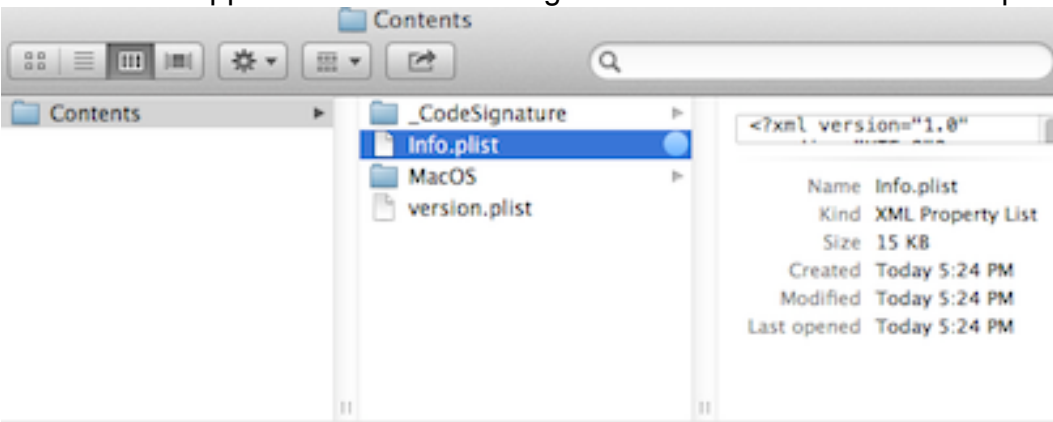 Contents
Contents
_CodeSignature
Info.plist
MacOS
version.plist
<?xml version="1.0"
Name Info.plist
Kind XML Property List
Size 15 KB
Created Today 5:24 PM
Modified Today 5:24 PM
Last opened Today 5:24 PM